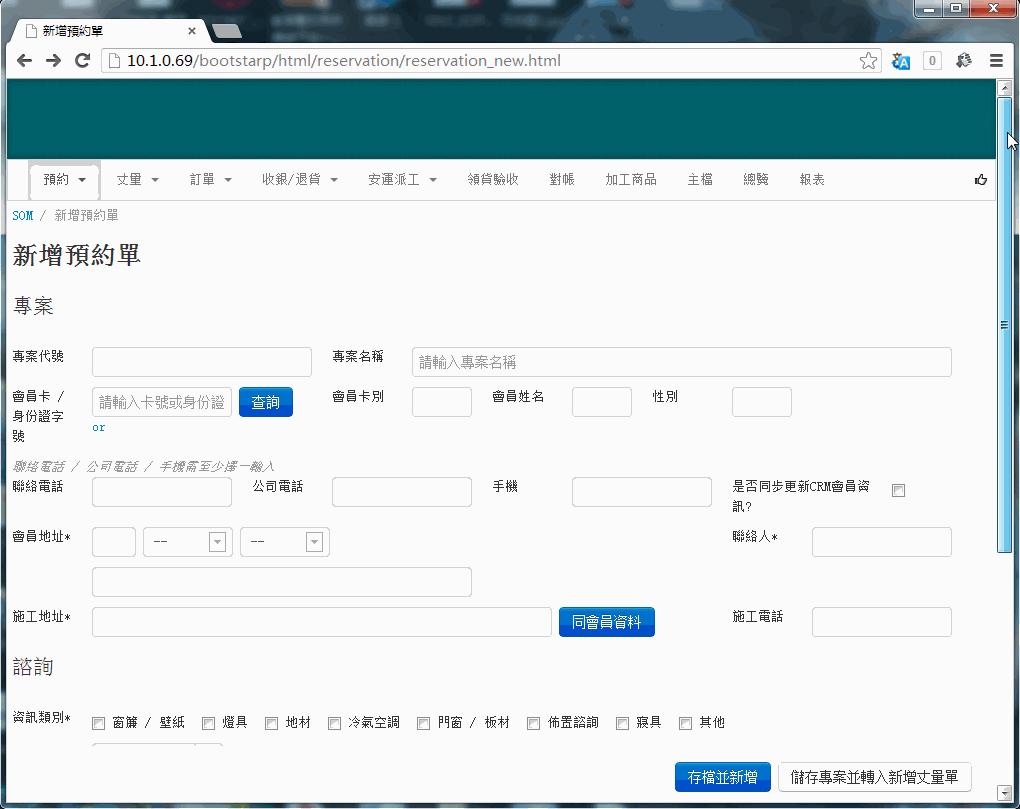 新增預約單
10.1.0.69/bootstarp/html/reservation/reservation_new.html
0
預約 丈量 訂單 收銀/退貨 安運派工 領貨驗收 對帳 加工商品 主檔 總覽 報表
SOM / 新增預約單
新增預約單
專案
專案代號 專案名稱 請輸入專案名稱
會員卡 / 請輸入卡號或身份證 查詢 會員卡別 會員姓名 性別
身份證字
號
or
聯絡電話 / 公司電話 / 手機需至少擇一輸入
聯絡電話 公司電話 手機 是否同步更新CRM會員資
訊?
會員地址* -- -- 聯絡人*
施工地址* 同會員資料 施工電話
諮詢
資訊類別* 窗簾 / 壁紙 燈具 地材 冷氣空調 門窗 / 板材 佈置諮詢 寢具 其他
存檔並新增 儲存專案並轉入新增丈量單